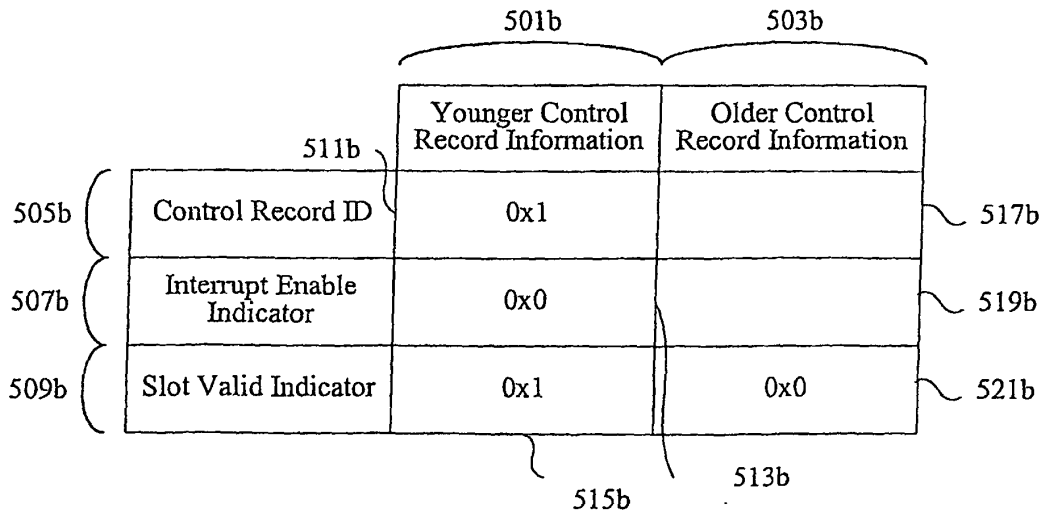 501b
503b
Younger Control
Record Information
Older Control
Record Information
511b
505b
Control Record ID
0x1
517b
507b
Interrupt Enable
Indicator
0x0
519b
509b
Slot Valid Indicator
0x1
0x0
521b
513b
515b